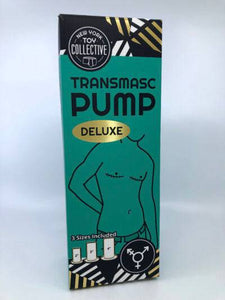 NEW YORK
TOY
COLLECTIVE
TRANSMASC
PUMP
DELUXE
3 Sizes Included